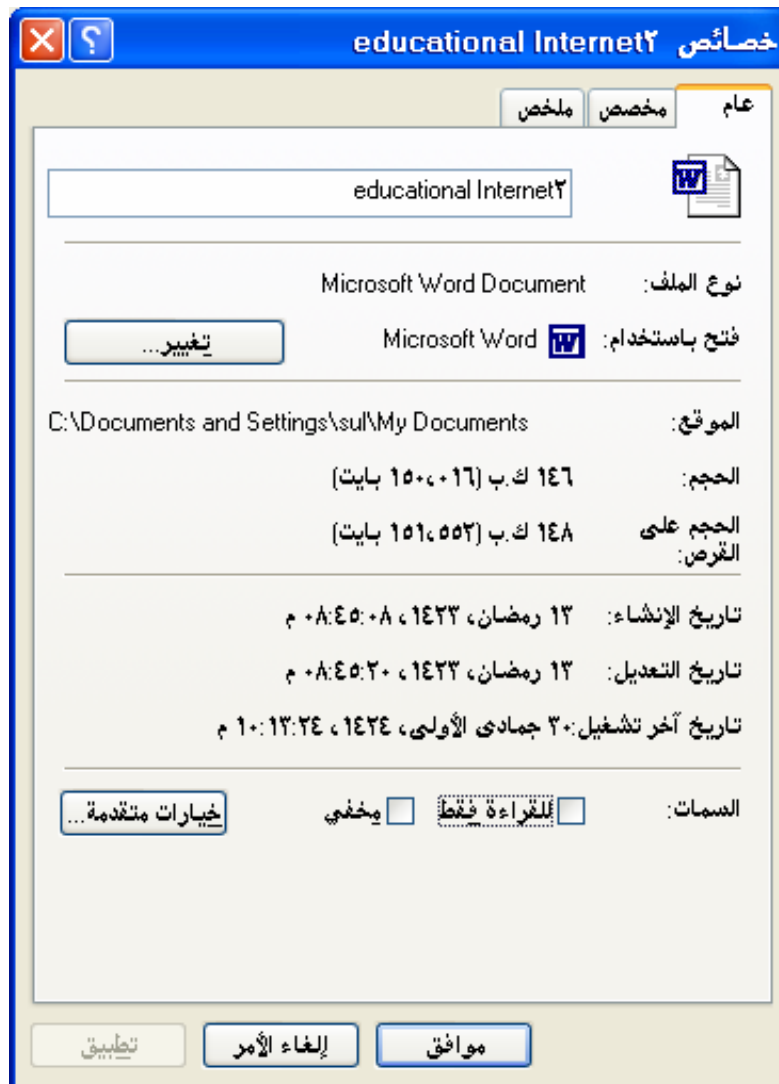 خصائص educational Internet٢
عام مخصص ملخص
educational Internet٢
نوع الملف: Microsoft Word Document
فتح باستخدام: Microsoft Word تغيير...
الموقع: C:\Documents and Settings\sul\My Documents
الحجم: ١٤٦ ك.ب (١٥٠،٠١٦ بايت)
الحجم على القرص: ١٤٨ ك.ب (١٥١،٥٥٢ بايت)
تاريخ الإنشاء: ١٣ رمضان، ١٤٢٣، ٠٨:٤٥:٠٨ م
تاريخ التعديل: ١٣ رمضان، ١٤٢٣، ٠٨:٤٥:٢٠ م
تاريخ آخر تشغيل: ٣٠ جمادى الأولى، ١٤٢٤، ١٠:١٣:٢٤ م
السمات: للقراءة فقط مخفي خيارات متقدمة...
موافق إلغاء الأمر تطبيق